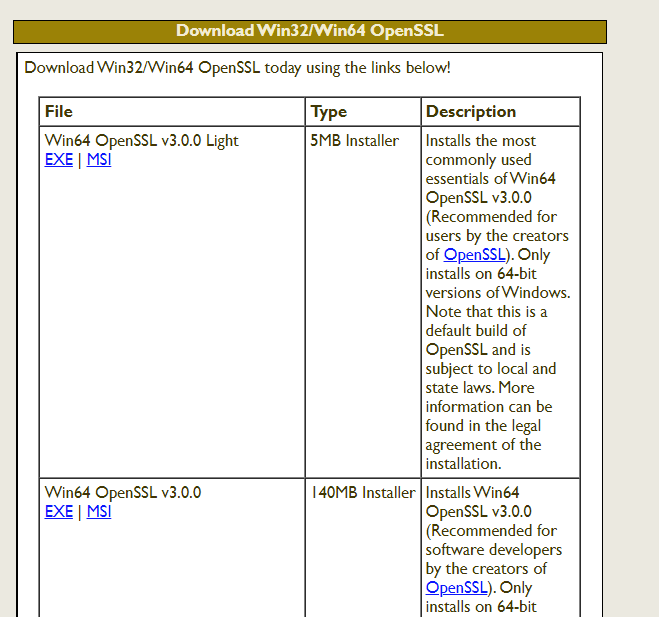 Download Win32/Win64 OpenSSL
Download Win32/Win64 OpenSSL today using the links below!
File Type Description
Win64 OpenSSL v3.0.0 Light
EXE | MSI
5MB Installer
Installs the most
commonly used
essentials of Win64
OpenSSL v3.0.0
(Recommended for
users by the creators
of OpenSSL). Only
installs on 64-bit
versions of Windows.
Note that this is a
default build of
OpenSSL and is
subject to local and
state laws. More
information can be
found in the legal
agreement of the
installation.
Win64 OpenSSL v3.0.0
EXE | MSI
140MB Installer
Installs Win64
OpenSSL v3.0.0
(Recommended for
software developers
by the creators of
OpenSSL). Only
installs on 64-bit